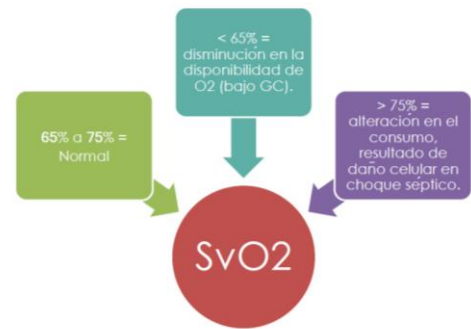 65% a 75% =
Normal
< 65% =
disminución en la
disponibilidad de
O2 (bajo GC).
> 75% =
alteración en el
consumo,
resultado de
daño celular en
choque séptico.
SvO2